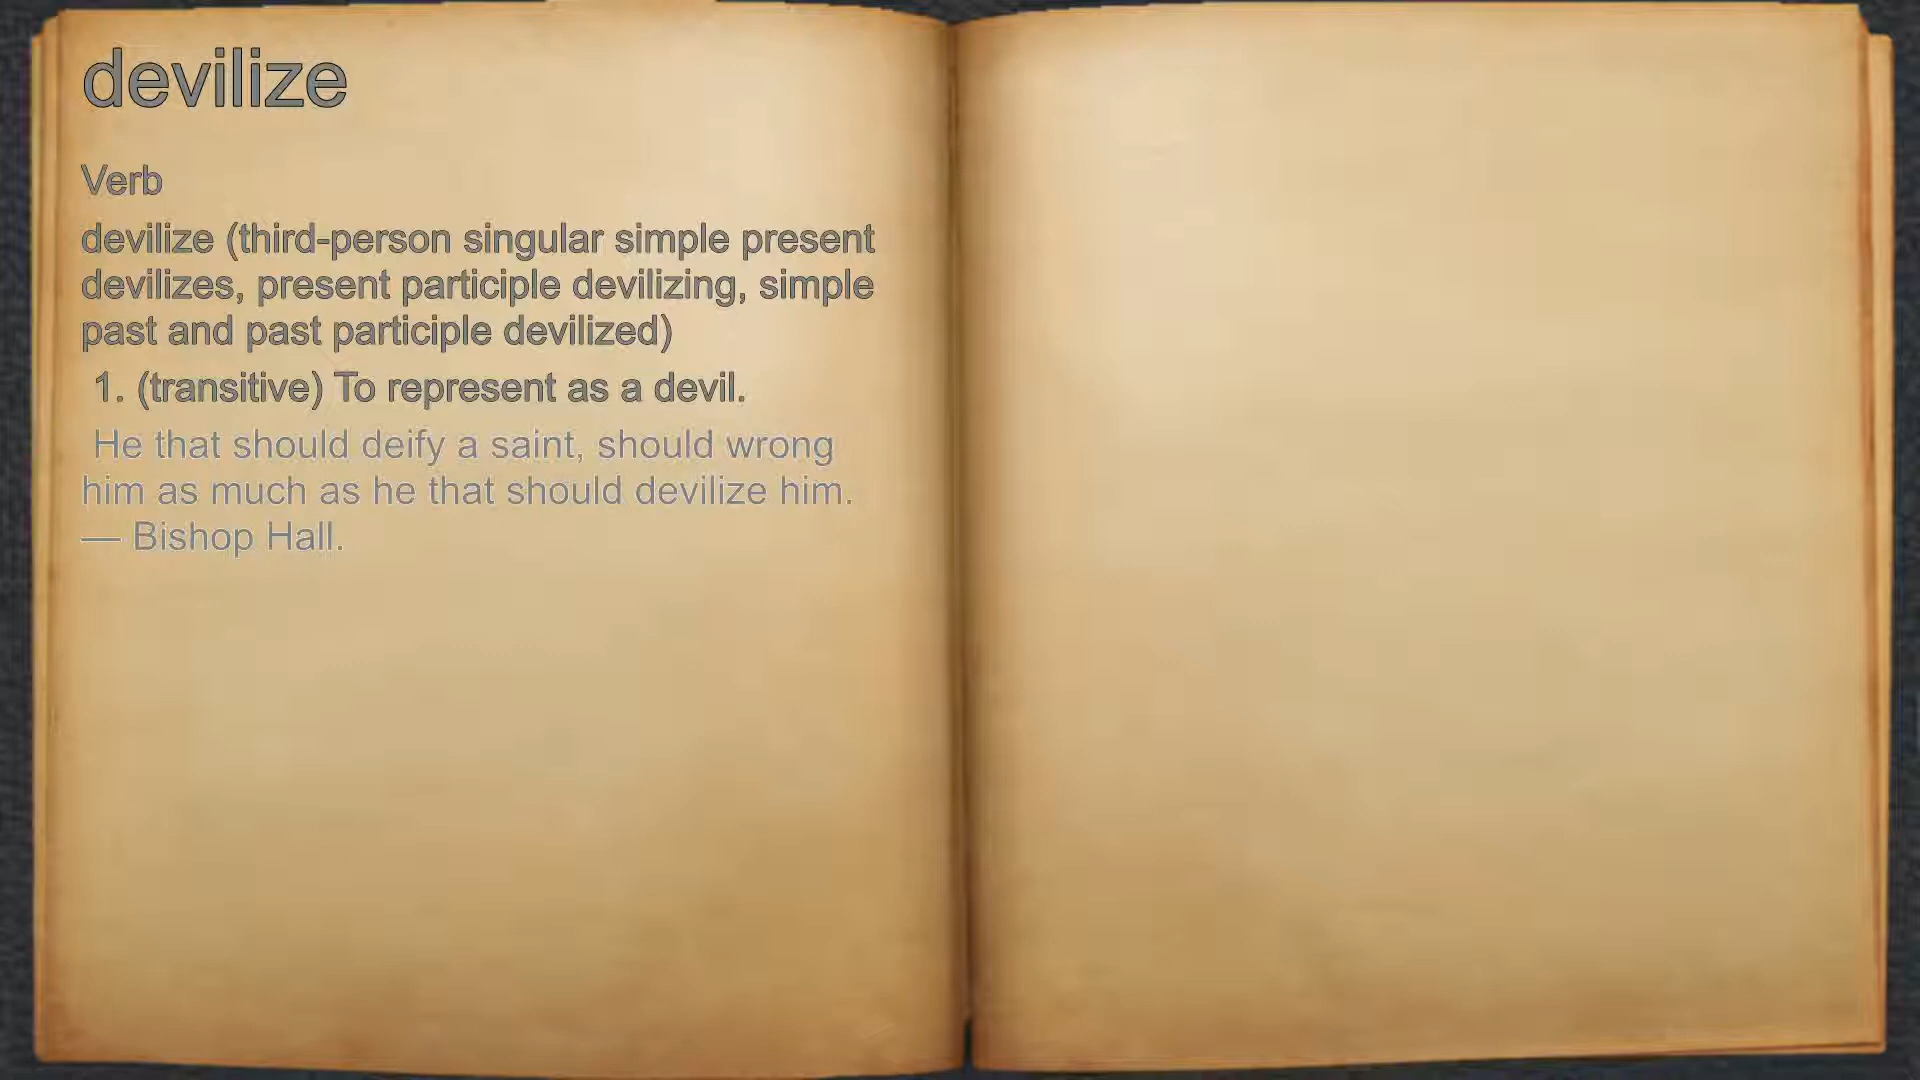 devilize
Verb
devilize (third-person singular simple present
devilizes, present participle devilizing, simple
past and past participle devilized)
1. (transitive) To represent as a devil.
He that should deify a saint, should wrong
him as much as he that should devilize him.
— Bishop Hall.